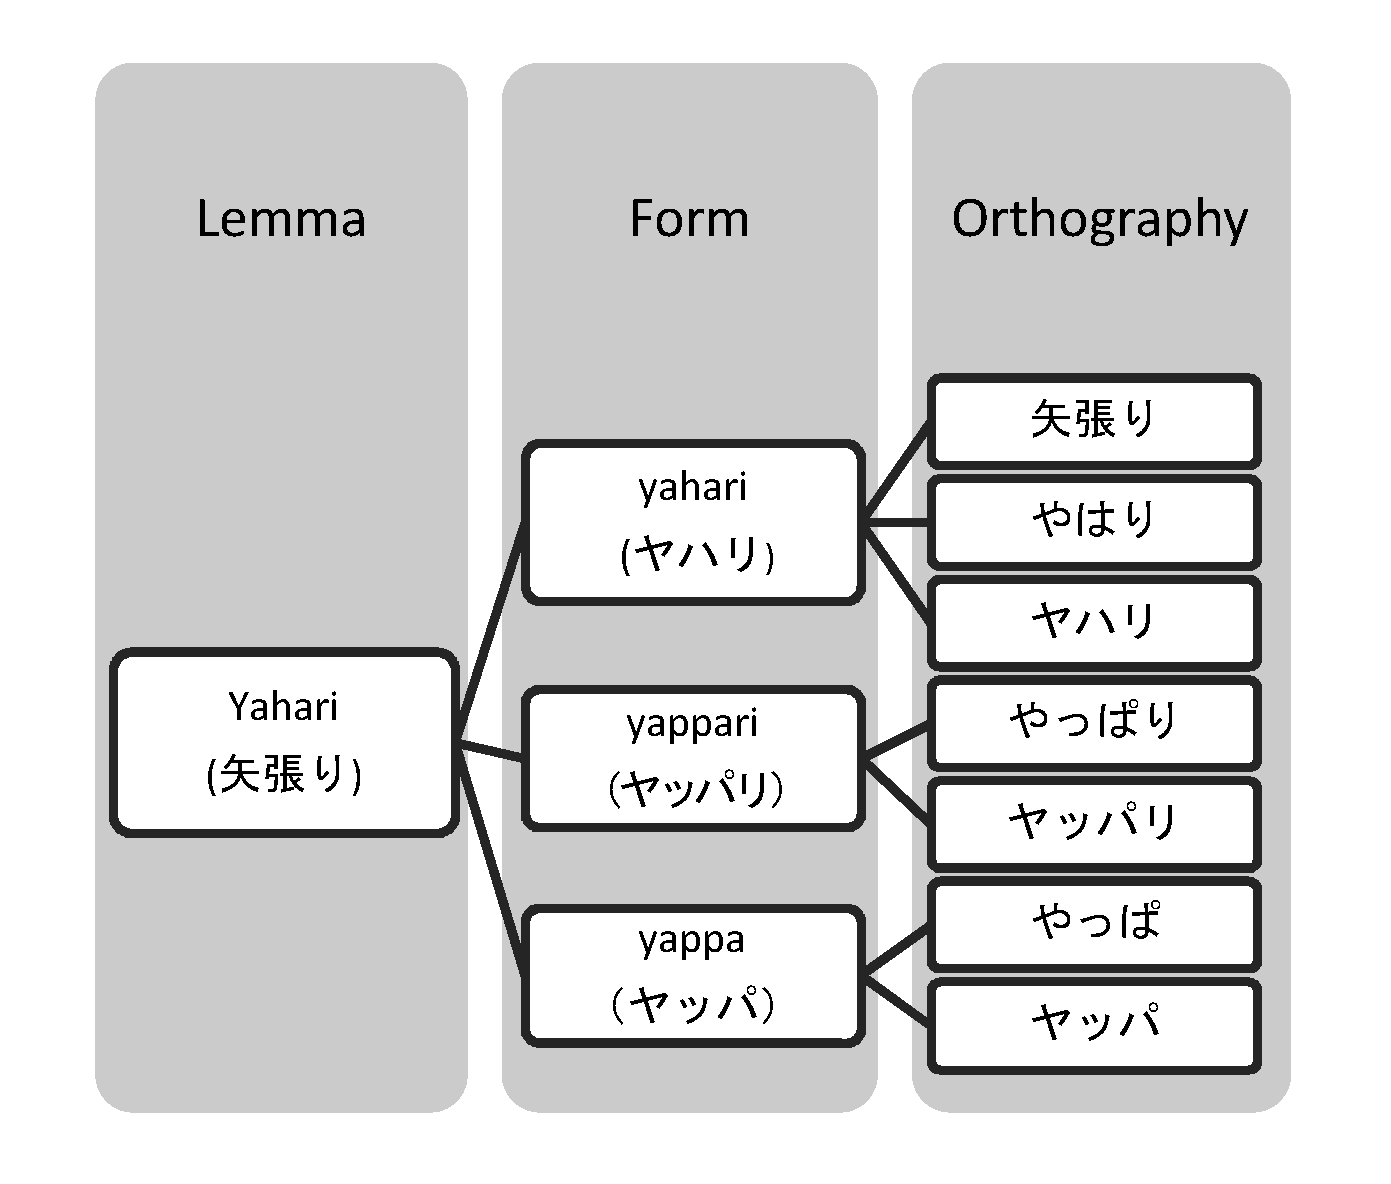 Lemma
Form
Orthography
Yahari
(矢張り)
yahari
(ヤハリ)
yappari
（ヤッパリ）
yappa
（ヤッパ）
矢張り
やはり
ヤハリ
やっぱり
ヤッパリ
やっぱ
ヤッパ